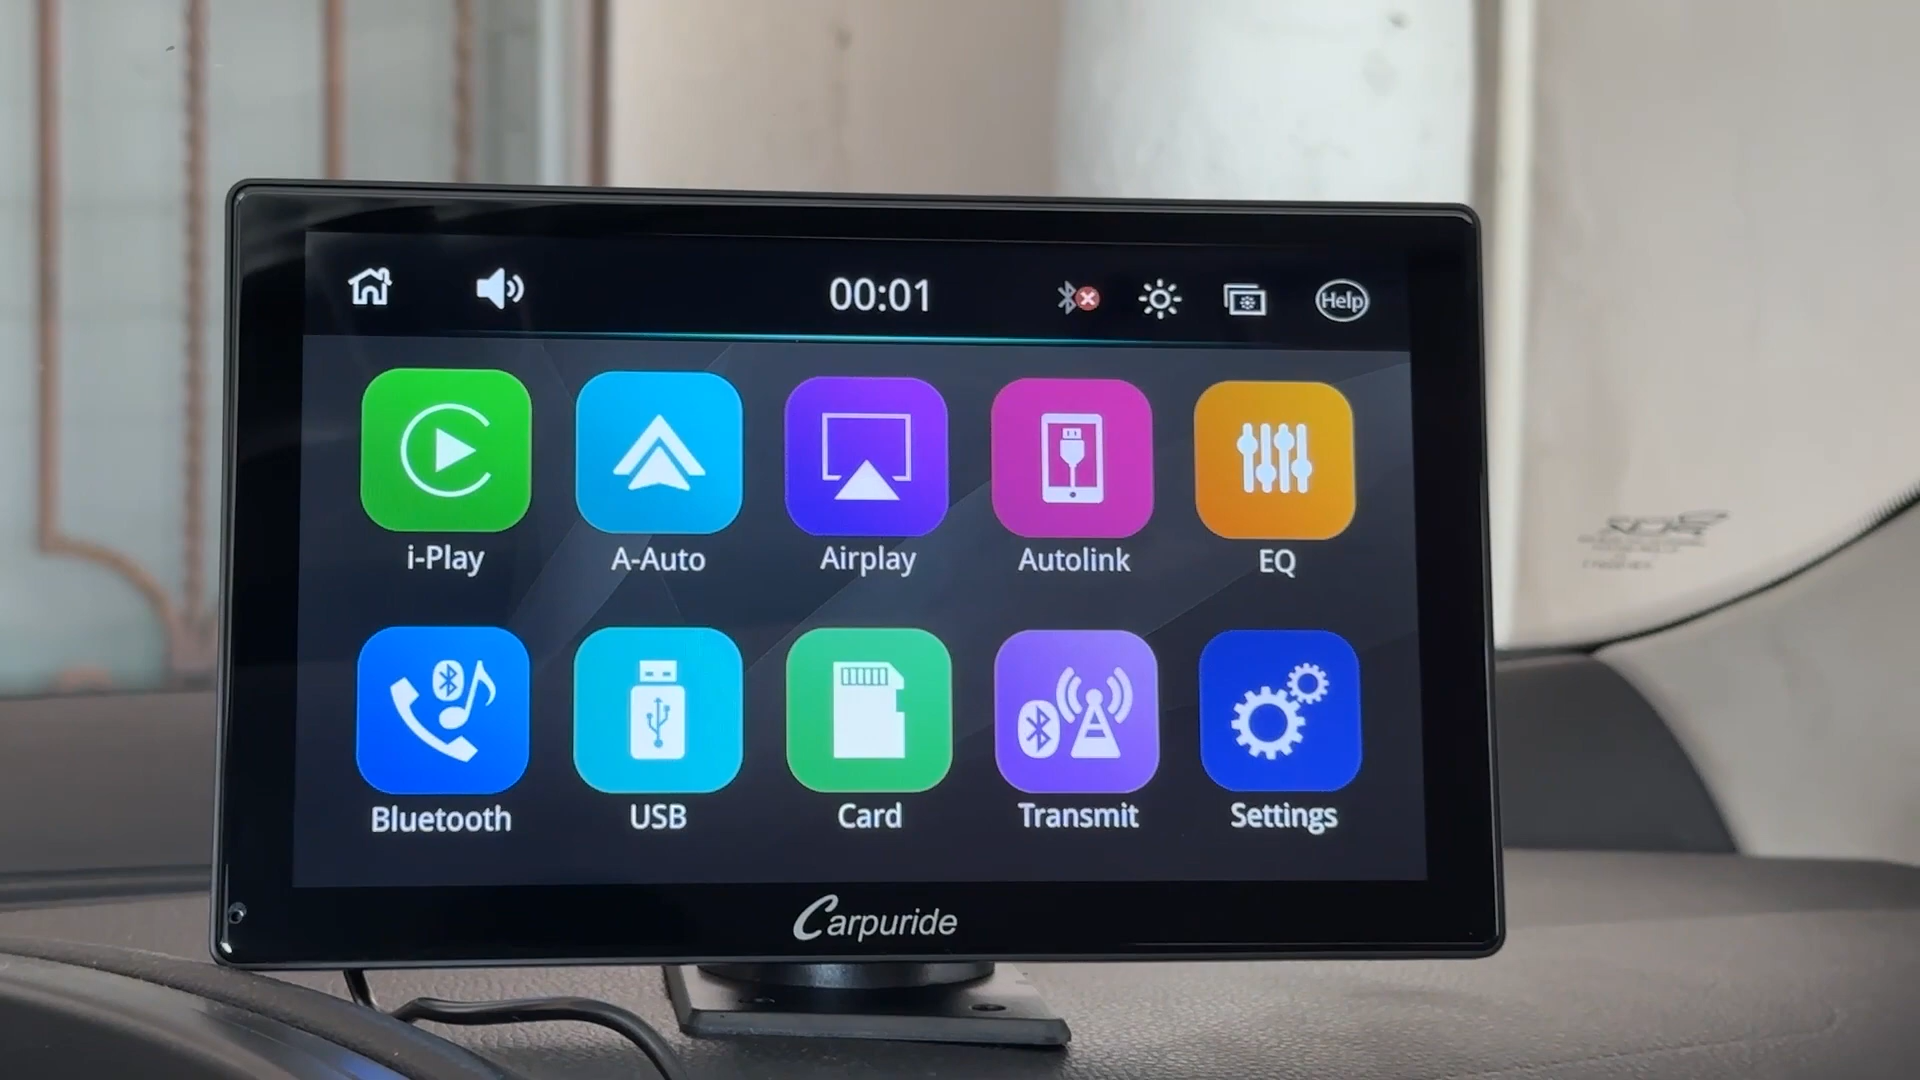 00:01
Help
i-Play
A-Auto
Airplay
Autolink
EQ
Bluetooth
USB
Card
Transmit
Settings
Carpuride